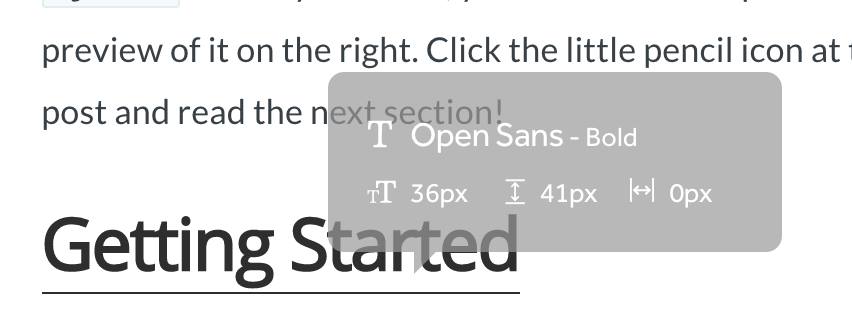 preview of it on the right. Click the little pencil icon at
post and read the next section!
T Open Sans - Bold
TT 36px 41px 0px
Getting Started